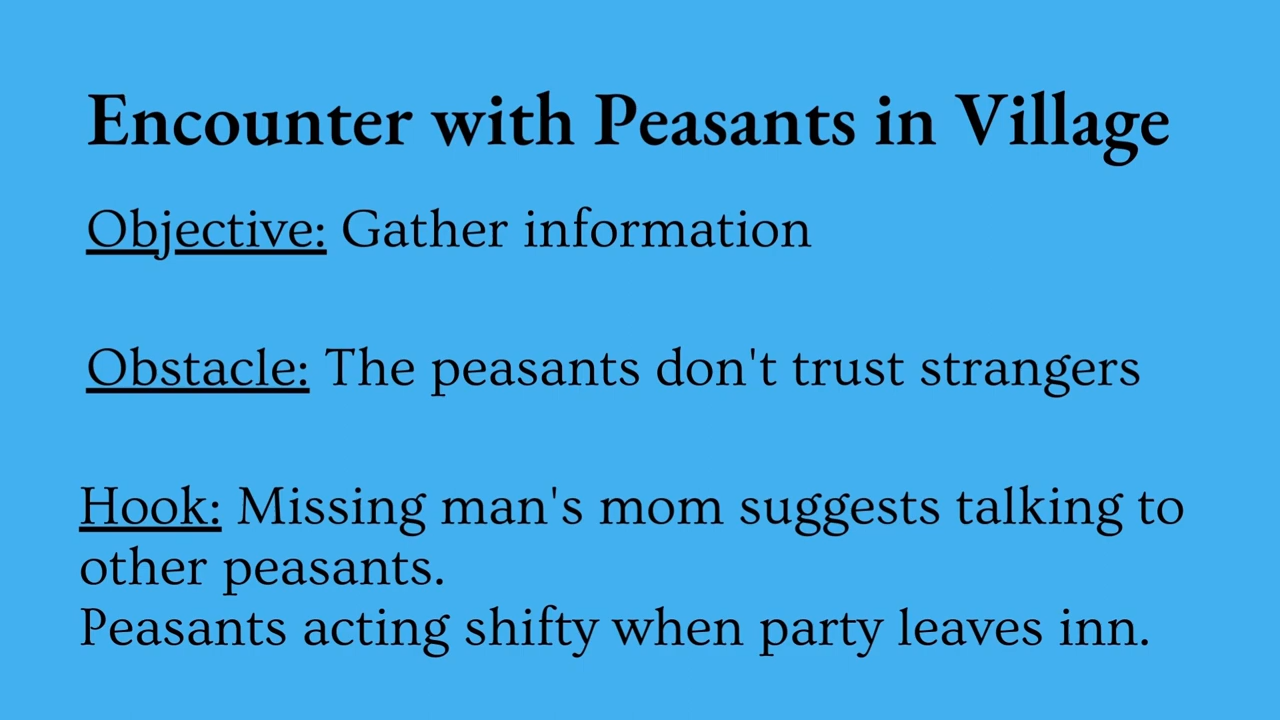 Encounter with Peasants in Village
Objective: Gather information
Obstacle: The peasants don't trust strangers
Hook: Missing man's mom suggests talking to
other peasants.
Peasants acting shifty when party leaves inn.